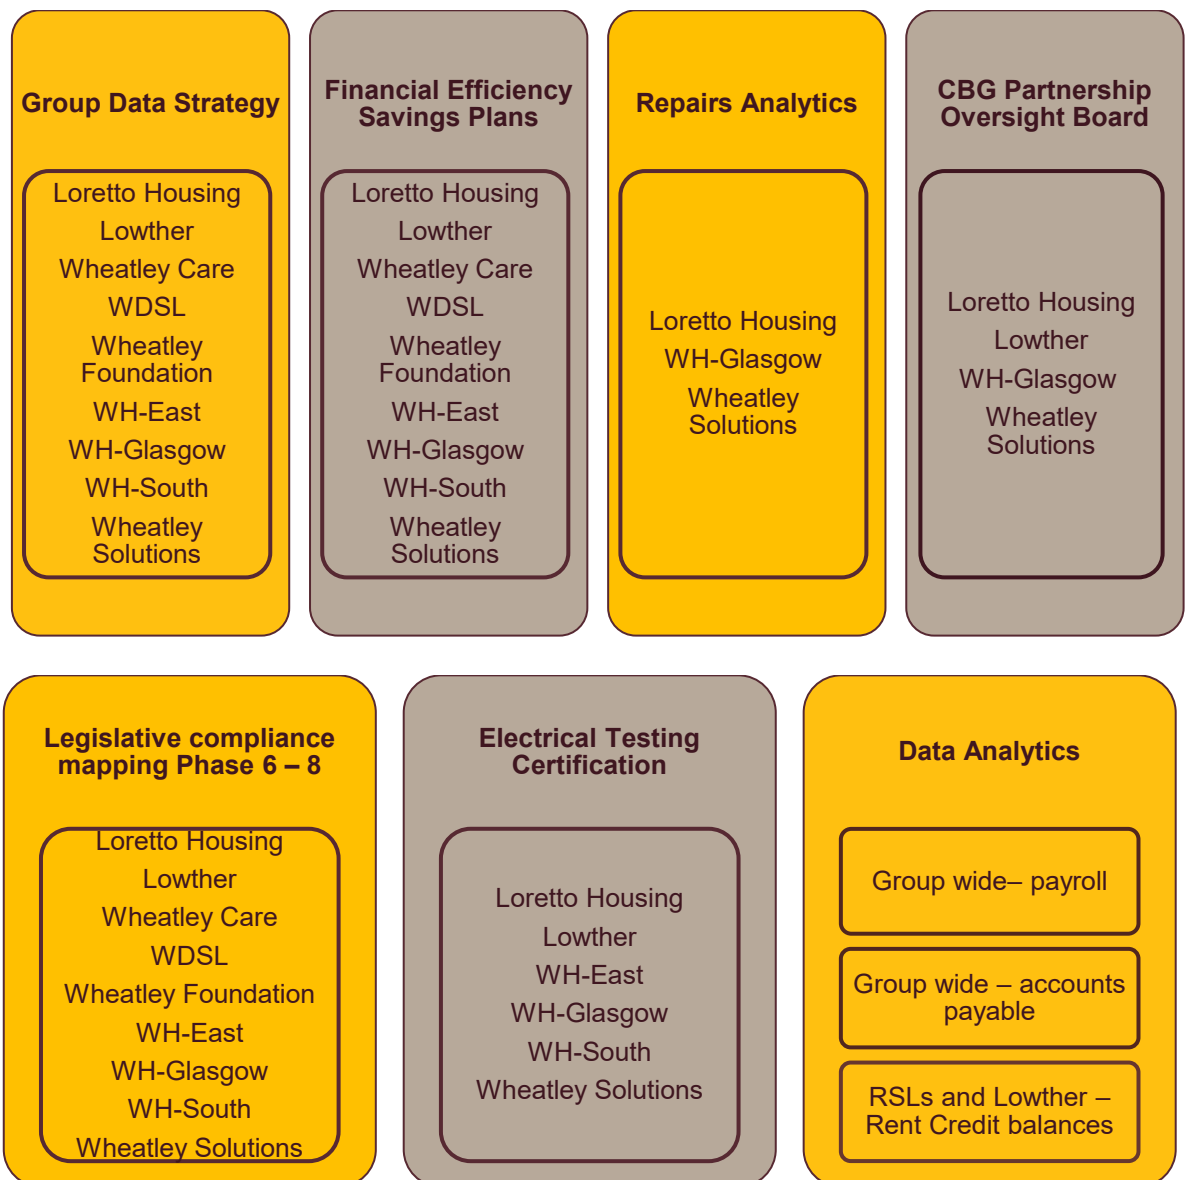 Group Data Strategy
Loretto Housing
Lowther
Wheatley Care
WDSL
Wheatley
Foundation
WH-East
WH-Glasgow
WH-South
Wheatley
Solutions
Financial Efficiency
Savings Plans
Loretto Housing
Lowther
Wheatley Care
WDSL
Wheatley
Foundation
WH-East
WH-Glasgow
WH-South
Wheatley
Solutions
Repairs Analytics
Loretto Housing
WH-Glasgow
Wheatley
Solutions
CBG Partnership
Oversight Board
Loretto Housing
Lowther
WH-Glasgow
Wheatley
Solutions
Legislative compliance
mapping Phase 6 – 8
Loretto Housing
Lowther
Wheatley Care
WDSL
Wheatley Foundation
WH-East
WH-Glasgow
WH-South
Wheatley Solutions
Electrical Testing
Certification
Loretto Housing
Lowther
WH-East
WH-Glasgow
WH-South
Wheatley Solutions
Data Analytics
Group wide– payroll
Group wide – accounts
payable
RSLs and Lowther –
Rent Credit balances